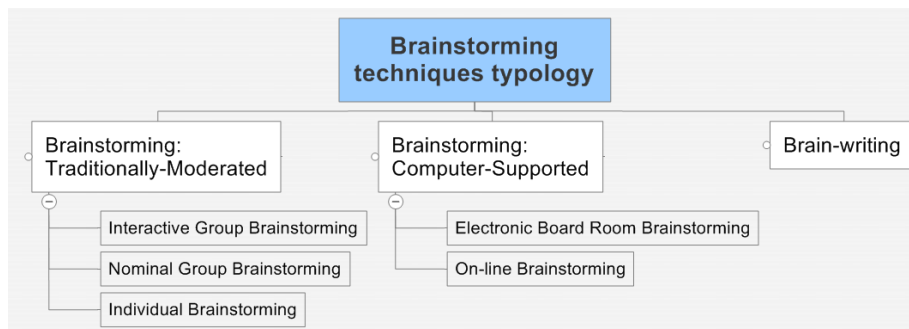 Brainstorming
techniques typology
Brainstorming:
Traditionally-Moderated
Brainstorming:
Computer-Supported
Brain-writing
Interactive Group Brainstorming
Nominal Group Brainstorming
Individual Brainstorming
Electronic Board Room Brainstorming
On-line Brainstorming